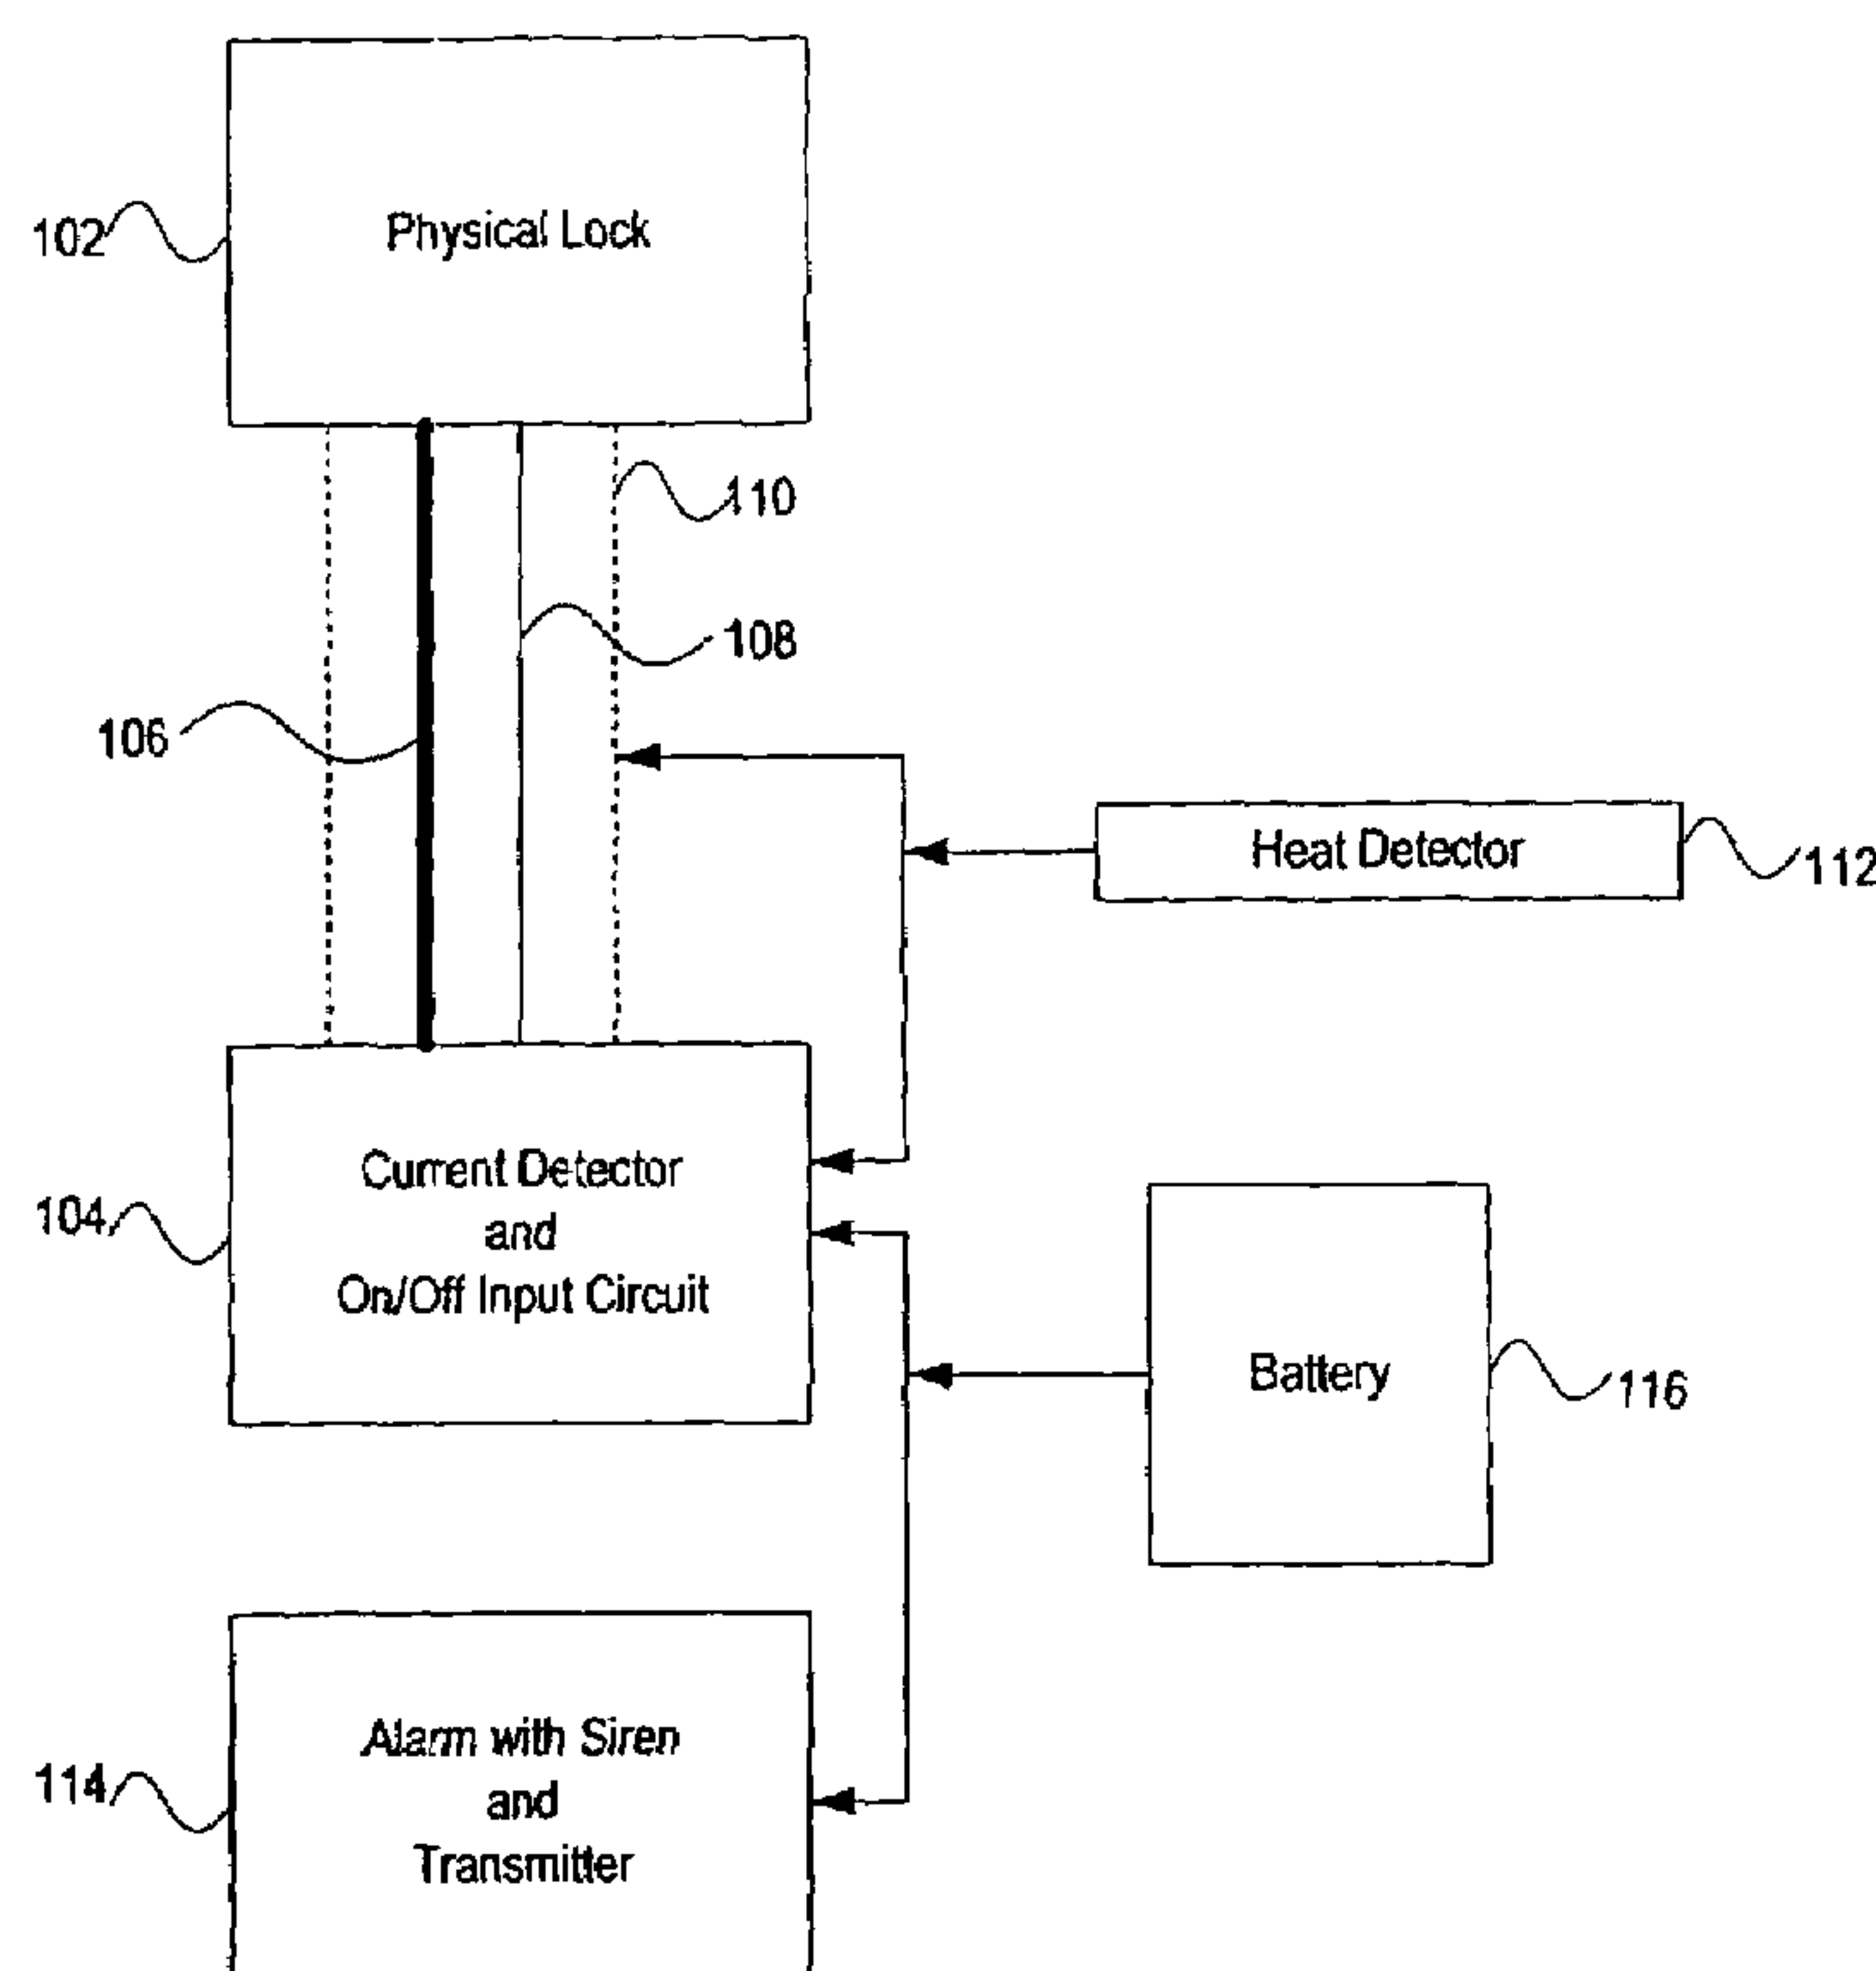 Physical Lock
102
110
108
106
Heat Detector
112
Current Detector
and
On/Off Input Circuit
104
Battery
116
Alarm with Siren
and
Transmitter
114